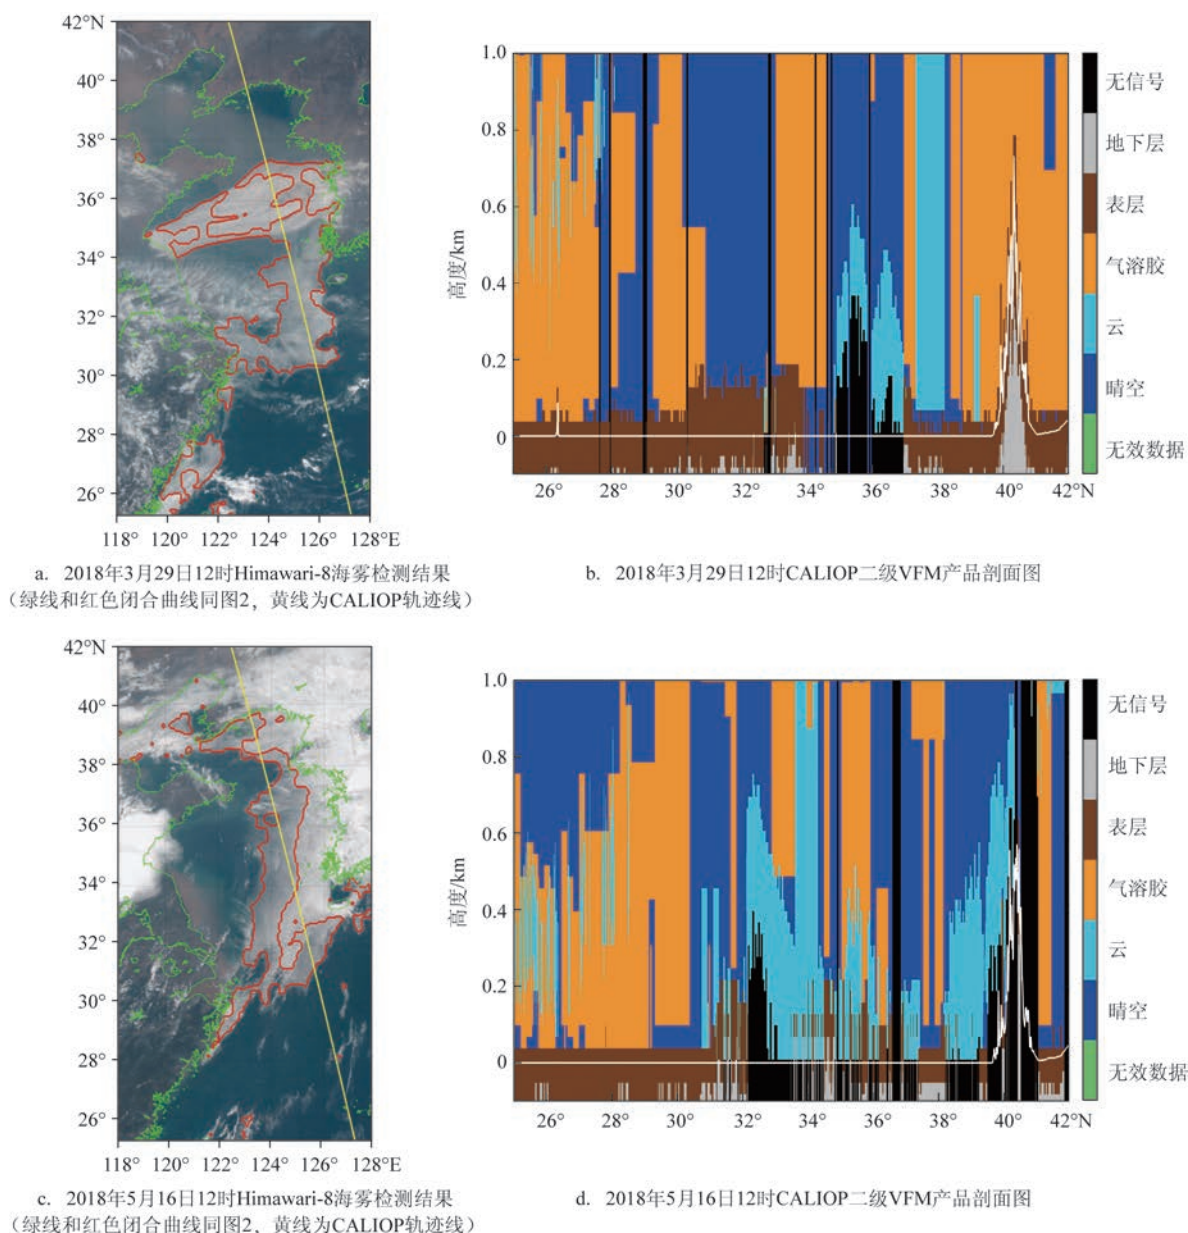 42°N
40°
38°
36°
34°
32°
30°
28°
26°
118° 120° 122° 124° 126° 128°E
a. 2018年3月29日12时Himawari-8海雾检测结果
（绿线和红色闭合曲线同图2，黄线为CALIOP轨迹线）
高度/km
1.0
0.8
0.6
0.4
0.2
0
26° 28° 30° 32° 34° 36° 38° 40° 42°N
无信号
地下层
表层
气溶胶
云
晴空
无效数据
b. 2018年3月29日12时CALIOP二级VFM产品剖面图
42°N
40°
38°
36°
34°
32°
30°
28°
26°
118° 120° 122° 124° 126° 128°E
c. 2018年5月16日12时Himawari-8海雾检测结果
（绿线和红色闭合曲线同图2，黄线为CALIOP轨迹线）
高度/km
1.0
0.8
0.6
0.4
0.2
0
26° 28° 30° 32° 34° 36° 38° 40° 42°N
无信号
地下层
表层
气溶胶
云
晴空
无效数据
d. 2018年5月16日12时CALIOP二级VFM产品剖面图